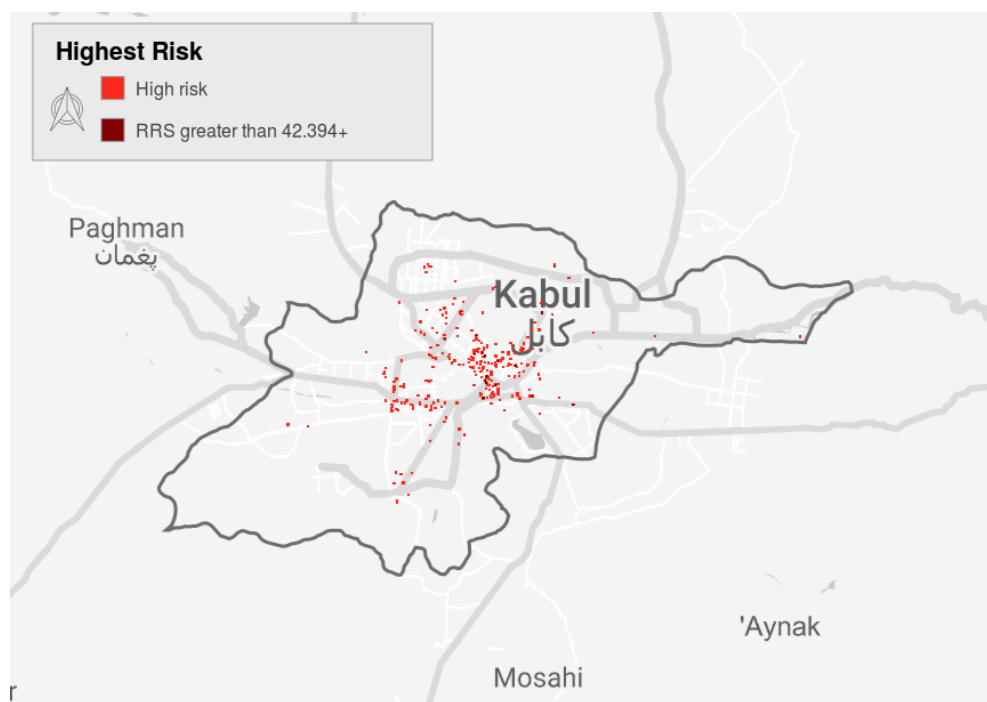 Highest Risk
High risk
RRS greater than 42.394+
Paghman
پغمان
Kabul
کابل
'Aynak
Mosahi
r